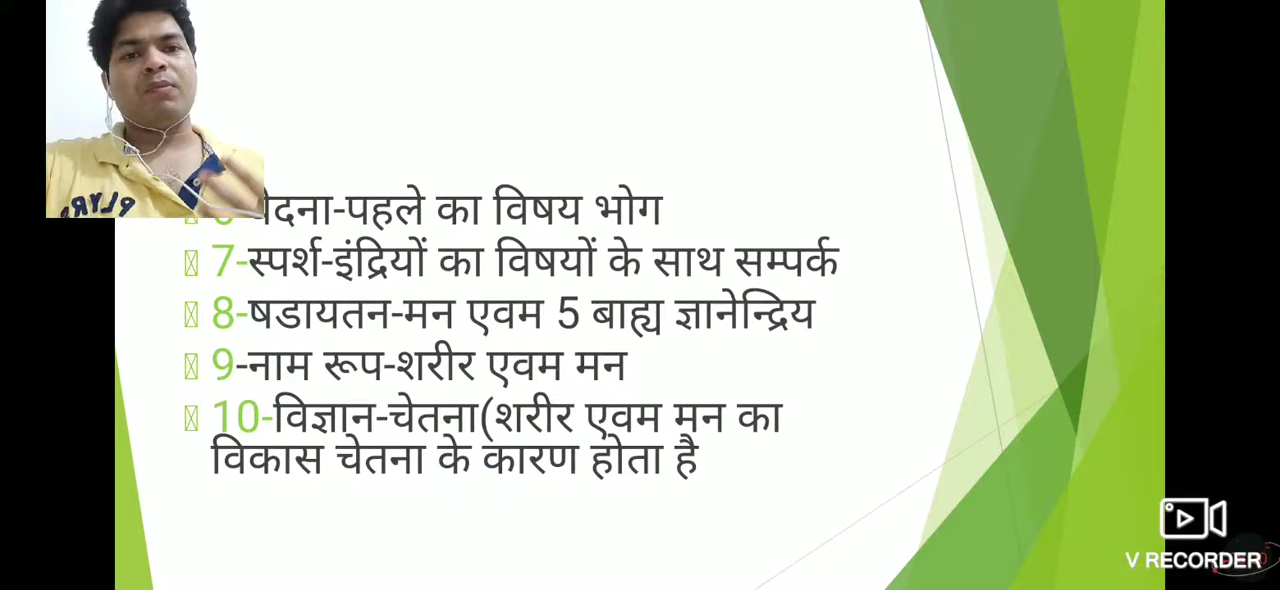 -पहले का विषय भोग
7-स्पर्श-इंद्रियों का विषयों के साथ सम्पर्क
8-षडायतन-मन एवम 5 बाह्य ज्ञानेन्द्रिय
9-नाम रूप-शरीर एवम मन
10-विज्ञान-चेतना(शरीर एवम मन का
विकास चेतना के कारण होता है
V RECORDER